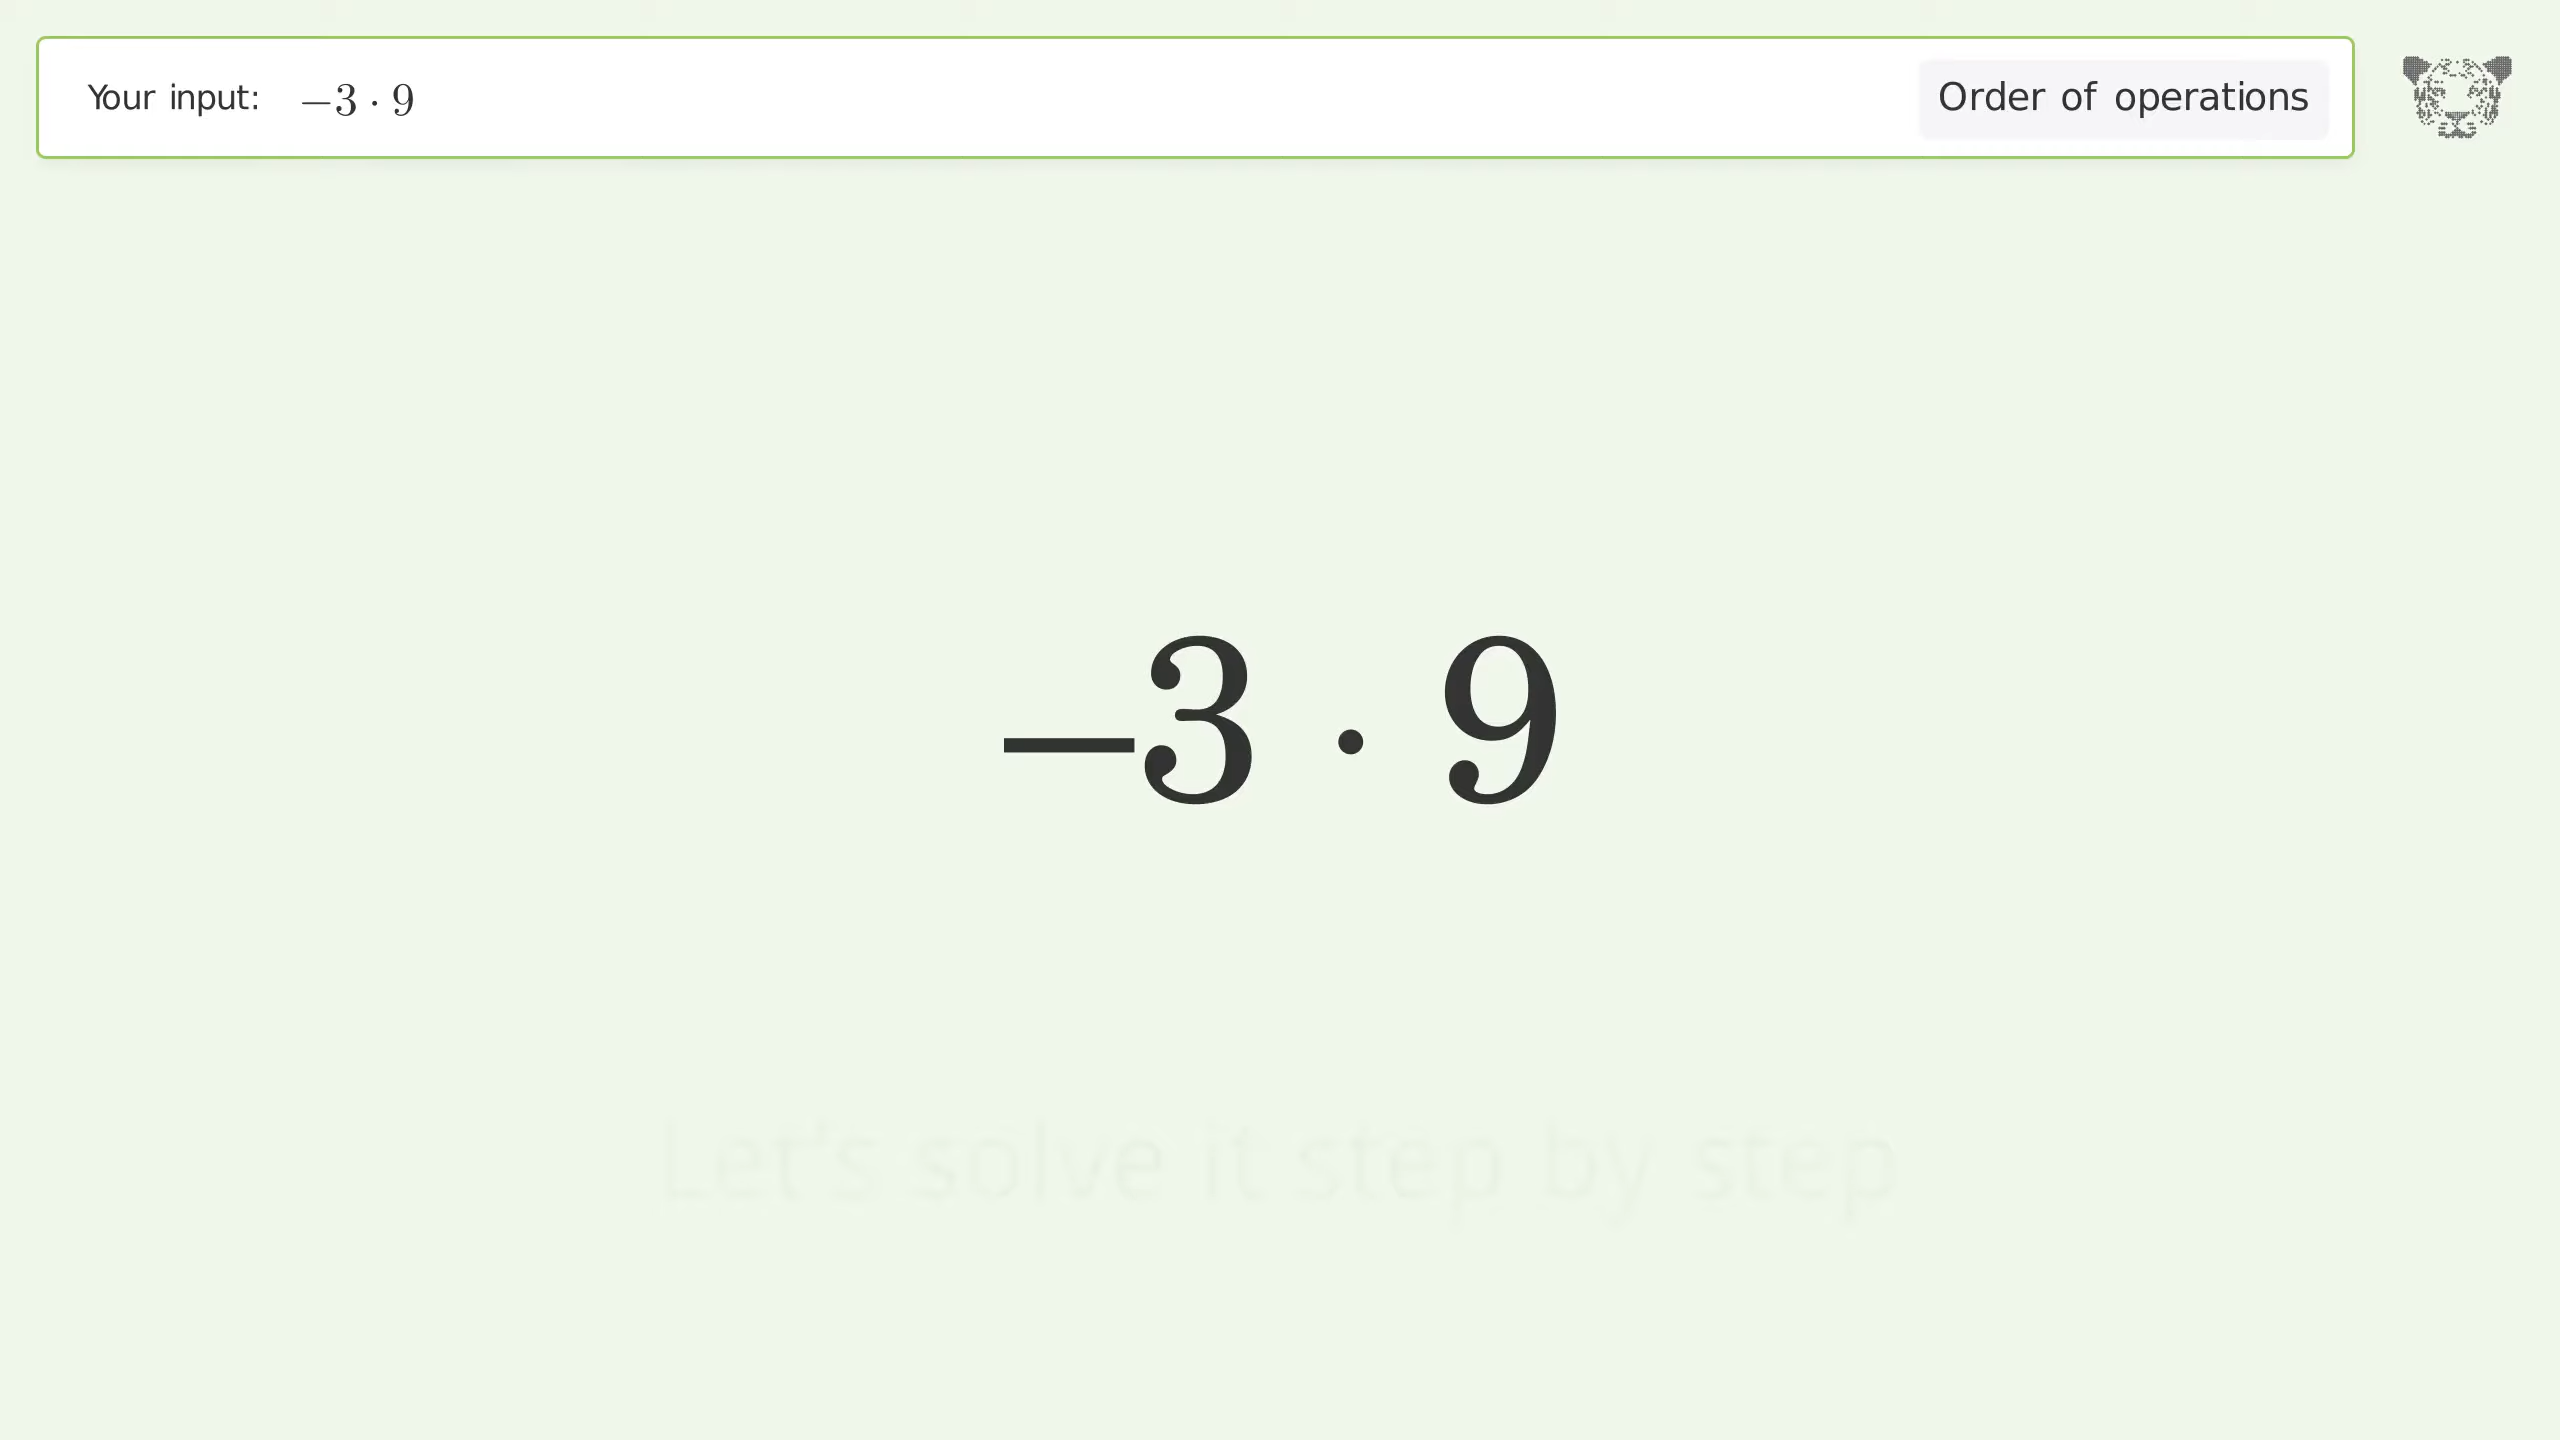 Your input: −3 · 9
Order of operations
−3 · 9
Let's solve it step by step